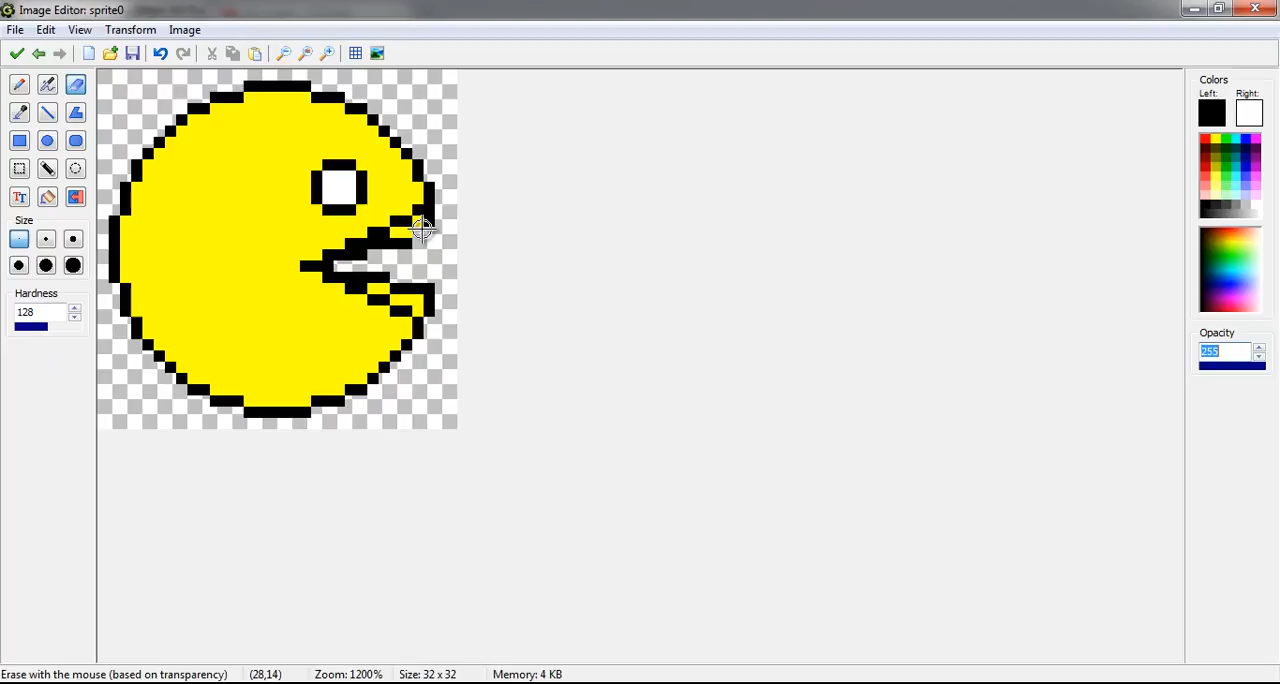 Image Editor: sprite0
File Edit View Transform Image
Size
Hardness
128
Colors
Left: Right:
Opacity
255
Erase with the mouse (based on transparency) (28,14) Zoom: 1200% Size: 32 x 32 Memory: 4 KB